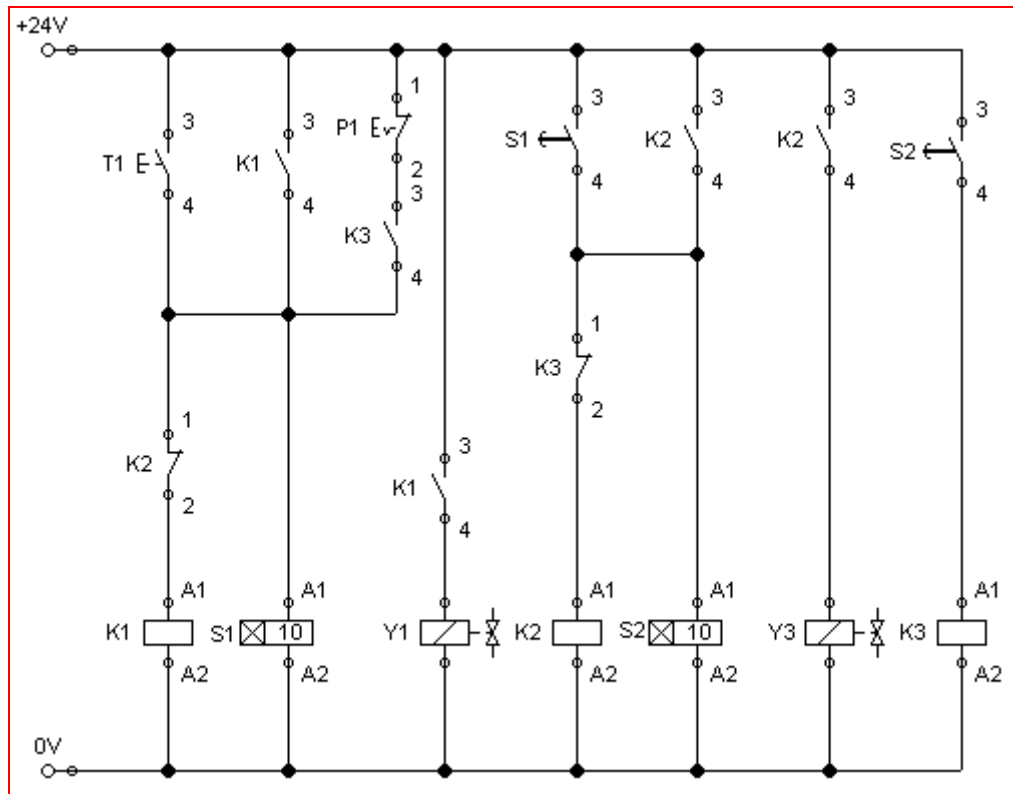 +24V
3 3 1 3 3 3 3
T1 K1 P1 S1 K2 K2 S2
4 4 2 4 4 4 4
3
K3
4
1
K3
2
1
K2
2
3
K1
4
A1 A1 A1 A1 A1
K1 S1 10 Y1 K2 S2 10 Y3 K3
A2 A2 A2 A2 A2
0V